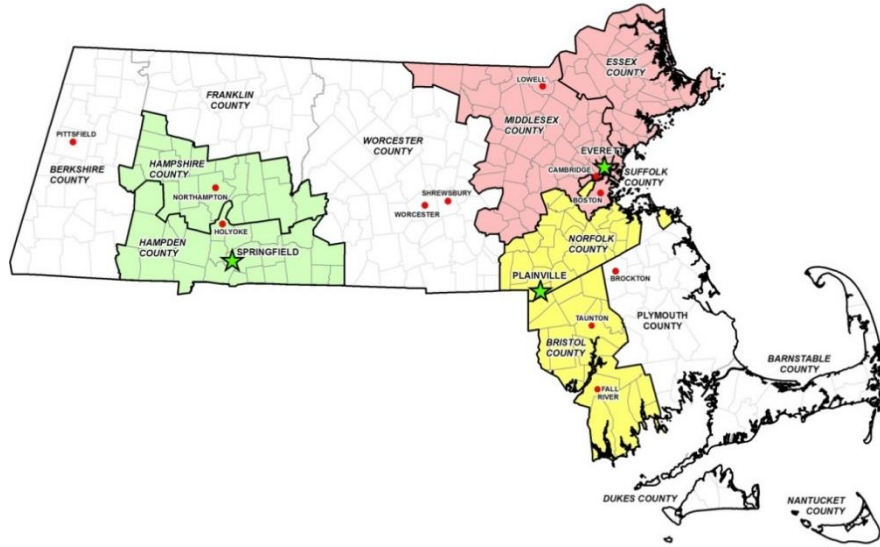 ESSEX
COUNTY
LOWELL
FRANKLIN
COUNTY
MIDDLESEX
COUNTY
PITTSFIELD
WORCESTER
COUNTY
EVERETT
BERKSHIRE
COUNTY
HAMPSHIRE
COUNTY
CAMBRIDGE
SUFFOLK
COUNTY
NORTHAMPTON
SHREWSBURY
WORCESTER
BOSTON
HOLYOKE
HAMPDEN
COUNTY
SPRINGFIELD
NORFOLK
COUNTY
PLAINVILLE
BROCKTON
TAUNTON
PLYMOUTH
COUNTY
BRISTOL
COUNTY
BARNSTABLE
COUNTY
FALL
RIVER
DUKES COUNTY
NANTUCKET
COUNTY